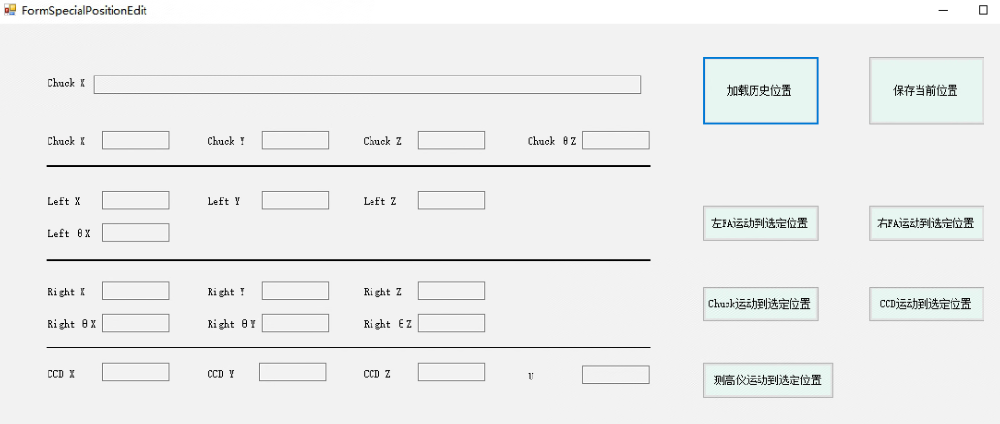 FormSpecialPositionEdit
Chuck X
加载历史位置
保存当前位置
Chuck X
Chuck Y
Chuck Z
Chuck θZ
Left X
Left Y
Left Z
左FA运动到选定位置
右FA运动到选定位置
Left θX
Right X
Right Y
Right Z
Chuck运动到选定位置
CCD运动到选定位置
Right θX
Right θY
Right θZ
CCD X
CCD Y
CCD Z
U
测高仪运动到选定位置